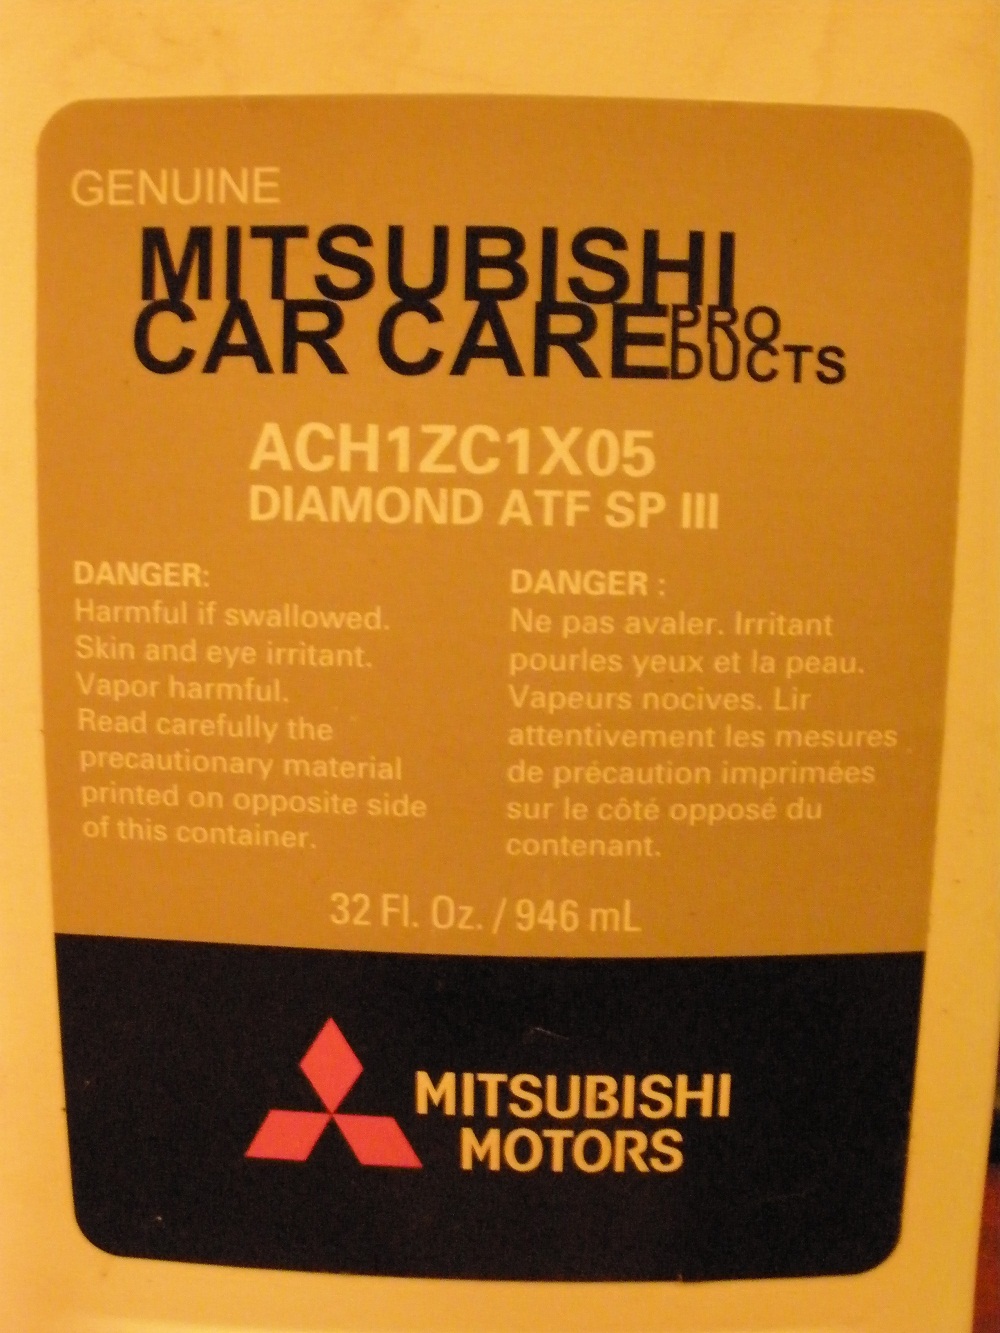 GENUINE
MITSUBISHI
CAR CARE PRO
DUCTS
ACH1ZC1X05
DIAMOND ATF SP III
DANGER:
Harmful if swallowed.
Skin and eye irritant.
Vapor harmful.
Read carefully the
precautionary material
printed on opposite side
of this container.
DANGER :
Ne pas avaler. Irritant
pourles yeux et la peau.
Vapeurs nocives. Lir
attentivement les mesures
de précaution imprimées
sur le côté opposé du
contenant.
32 Fl. Oz. / 946 mL
MITSUBISHI
MOTORS